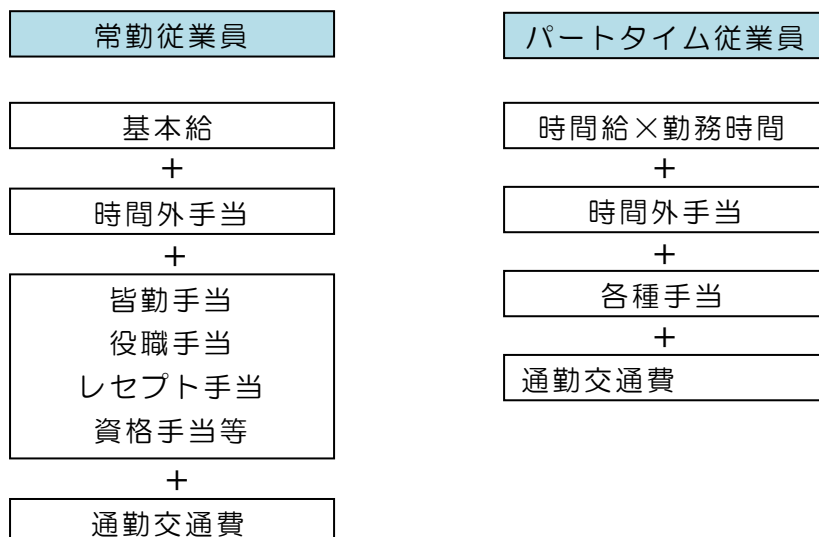 常勤従業員
基本給
＋
時間外手当
＋
皆勤手当
役職手当
レセプト手当
資格手当等
＋
通勤交通費
パートタイム従業員
時間給×勤務時間
＋
時間外手当
＋
各種手当
＋
通勤交通費